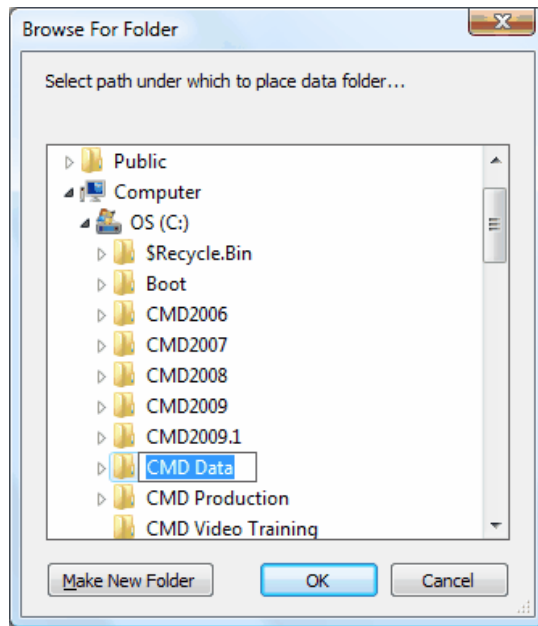 Browse For Folder
Select path under which to place data folder...
Public
Computer
OS (C:)
$Recycle.Bin
Boot
CMD2006
CMD2007
CMD2008
CMD2009
CMD2009.1
CMD Data
CMD Production
CMD Video Training
Make New Folder
OK
Cancel